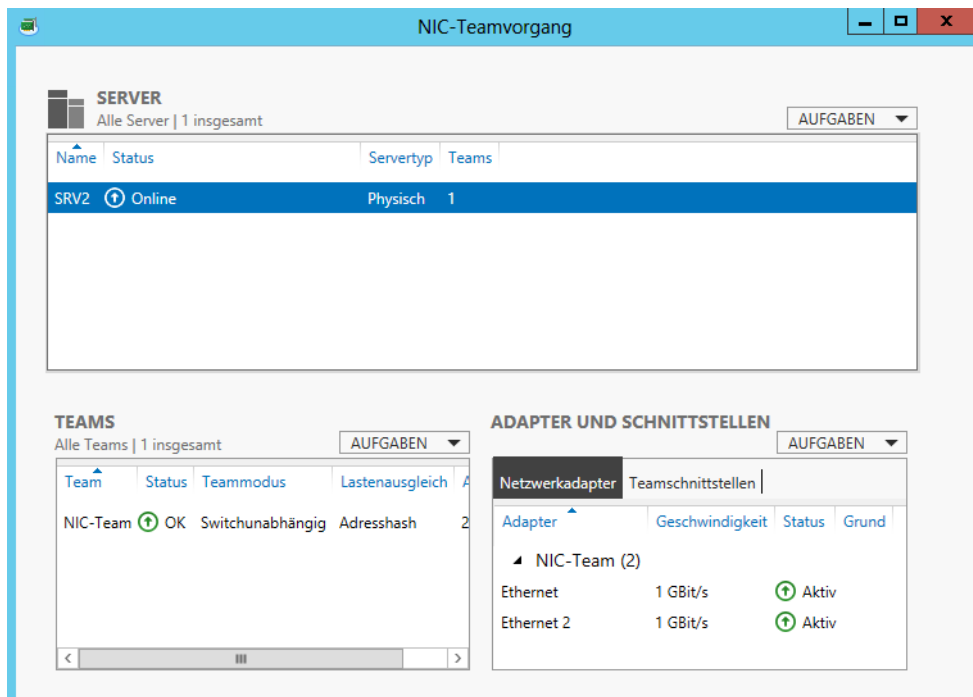 NIC-Teamvorgang
SERVER
Alle Server | 1 insgesamt
AUFGABEN
Name Status Servertyp Teams
SRV2 Online Physisch 1
TEAMS
Alle Teams | 1 insgesamt
AUFGABEN
Team Status Teammodus Lastenausgleich A
NIC-Team OK Switchunabhängig Adresshash 2
ADAPTER UND SCHNITTSTELLEN
AUFGABEN
Netzwerkadapter Teamschnittstellen
Adapter Geschwindigkeit Status Grund
NIC-Team (2)
Ethernet 1 GBit/s Aktiv
Ethernet 2 1 GBit/s Aktiv